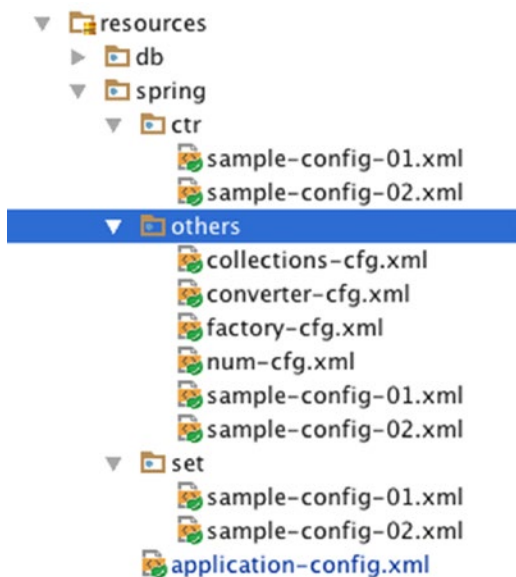 resources
db
spring
ctr
sample-config-01.xml
sample-config-02.xml
others
collections-cfg.xml
converter-cfg.xml
factory-cfg.xml
num-cfg.xml
sample-config-01.xml
sample-config-02.xml
set
sample-config-01.xml
sample-config-02.xml
application-config.xml